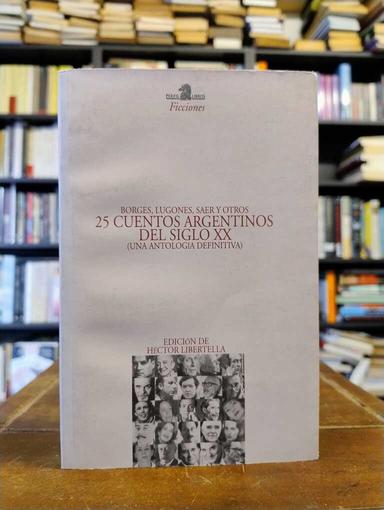 PERFIL LIBROS
Ficciones
BORGES, LUGONES, SAER Y OTROS
25 CUENTOS ARGENTINOS
DEL SIGLO XX
(UNA ANTOLOGIA DEFINITIVA)
EDICIÓN DE
HÉCTOR LIBERTELLA